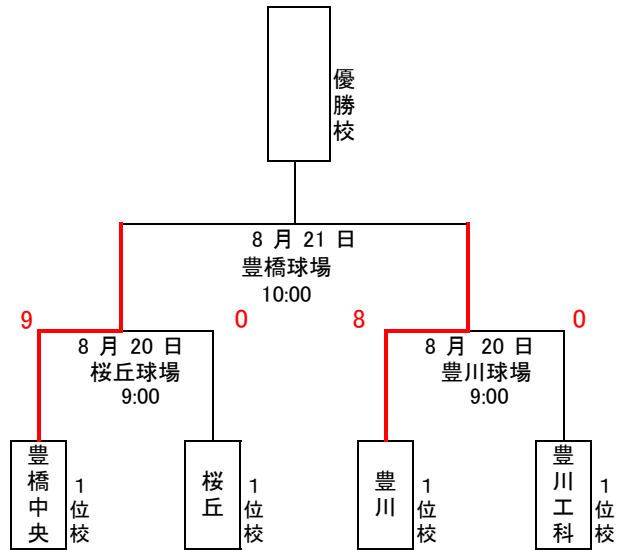 優勝校
8 月 21 日
豊橋球場
10:00
9
0
8
0
8 月 20 日
桜丘球場
9:00
8 月 20 日
豊川球場
9:00
豊橋中央
1位校
桜丘
1位校
豊川
1位校
豊川工科
1位校